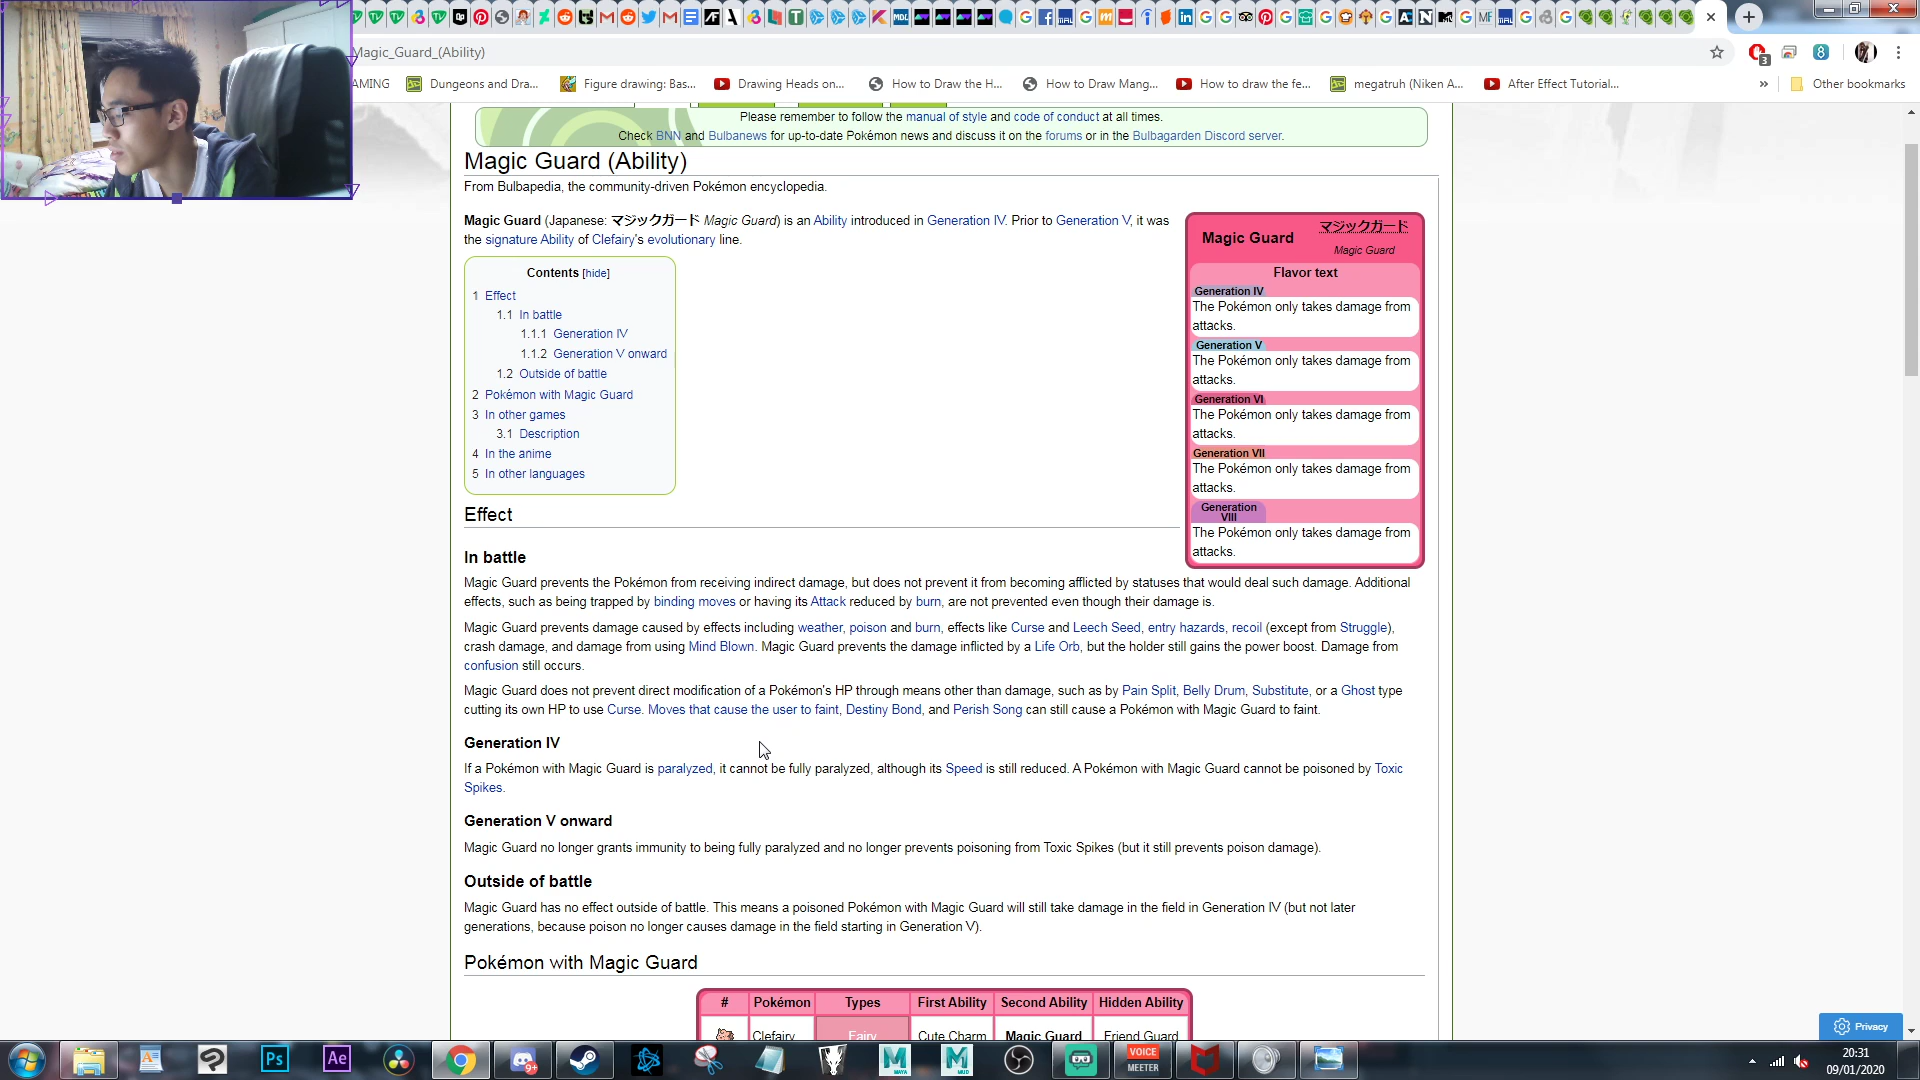 Magic_Guard_(Ability)
AMING
Dungeons and Dra...
Figure drawing: Bas...
Drawing Heads on...
How to Draw the H...
How to Draw Mang...
How to draw the fe...
megatruh (Niken A...
After Effect Tutorial...
»
Other bookmarks
Please remember to follow the manual of style and code of conduct at all times.
Check BNN and Bulbanews for up-to-date Pokémon news and discuss it on the forums or in the Bulbagarden Discord server.
Magic Guard (Ability)
From Bulbapedia, the community-driven Pokémon encyclopedia.
Magic Guard (Japanese: マジックガード Magic Guard) is an Ability introduced in Generation IV. Prior to Generation V, it was
the signature Ability of Clefairy's evolutionary line.
Contents [hide]
1 Effect
1.1 In battle
1.1.1 Generation IV
1.1.2 Generation V onward
1.2 Outside of battle
2 Pokémon with Magic Guard
3 In other games
3.1 Description
4 In the anime
5 In other languages
Magic Guard
マジックガード
Magic Guard
Flavor text
Generation IV
The Pokémon only takes damage from
attacks.
Generation V
The Pokémon only takes damage from
attacks.
Generation VI
The Pokémon only takes damage from
attacks.
Generation VII
The Pokémon only takes damage from
attacks.
Generation
VIII
The Pokémon only takes damage from
attacks.
Effect
In battle
Magic Guard prevents the Pokémon from receiving indirect damage, but does not prevent it from becoming afflicted by statuses that would deal such damage. Additional
effects, such as being trapped by binding moves or having its Attack reduced by burn, are not prevented even though their damage is.
Magic Guard prevents damage caused by effects including weather, poison and burn, effects like Curse and Leech Seed, entry hazards, recoil (except from Struggle),
crash damage, and damage from using Mind Blown. Magic Guard prevents the damage inflicted by a Life Orb, but the holder still gains the power boost. Damage from
confusion still occurs.
Magic Guard does not prevent direct modification of a Pokémon's HP through means other than damage, such as by Pain Split, Belly Drum, Substitute, or a Ghost type
cutting its own HP to use Curse. Moves that cause the user to faint, Destiny Bond, and Perish Song can still cause a Pokémon with Magic Guard to faint.
Generation IV
If a Pokémon with Magic Guard is paralyzed, it cannot be fully paralyzed, although its Speed is still reduced. A Pokémon with Magic Guard cannot be poisoned by Toxic
Spikes.
Generation V onward
Magic Guard no longer grants immunity to being fully paralyzed and no longer prevents poisoning from Toxic Spikes (but it still prevents poison damage).
Outside of battle
Magic Guard has no effect outside of battle. This means a poisoned Pokémon with Magic Guard will still take damage in the field in Generation IV (but not later
generations, because poison no longer causes damage in the field starting in Generation V).
Pokémon with Magic Guard
# Pokémon Types First Ability Second Ability Hidden Ability
Clefairy Fairy Cute Charm Magic Guard Friend Guard
Privacy
Ps
Ae
9+
MAYA
MUD
VOICE
MEETER
20:31
09/01/2020